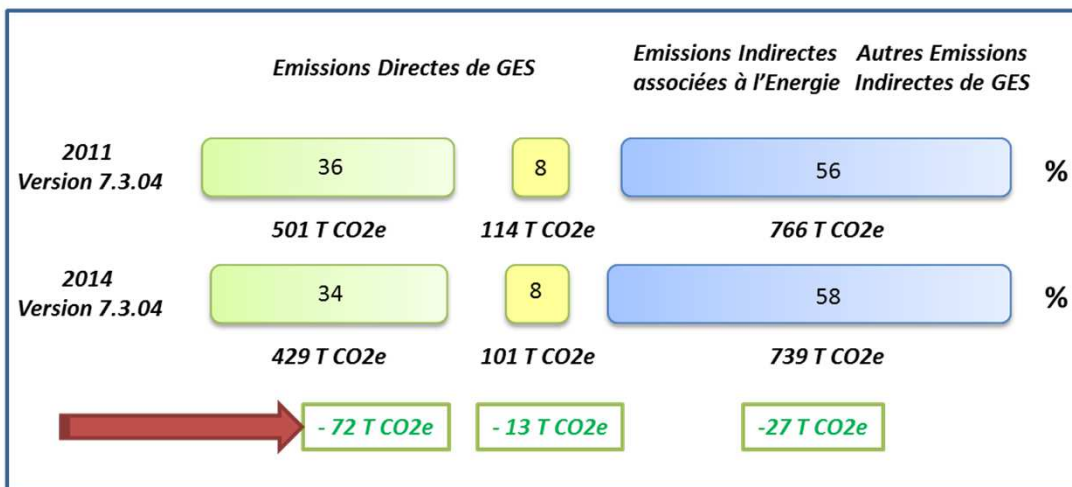 Emissions Directes de GES
Emissions Indirectes
associées à l'Energie
Autres Emissions
Indirectes de GES
2011
Version 7.3.04
36
8
56
%
501 T CO2e
114 T CO2e
766 T CO2e
2014
Version 7.3.04
34
8
58
%
429 T CO2e
101 T CO2e
739 T CO2e
- 72 T CO2e
- 13 T CO2e
-27 T CO2e